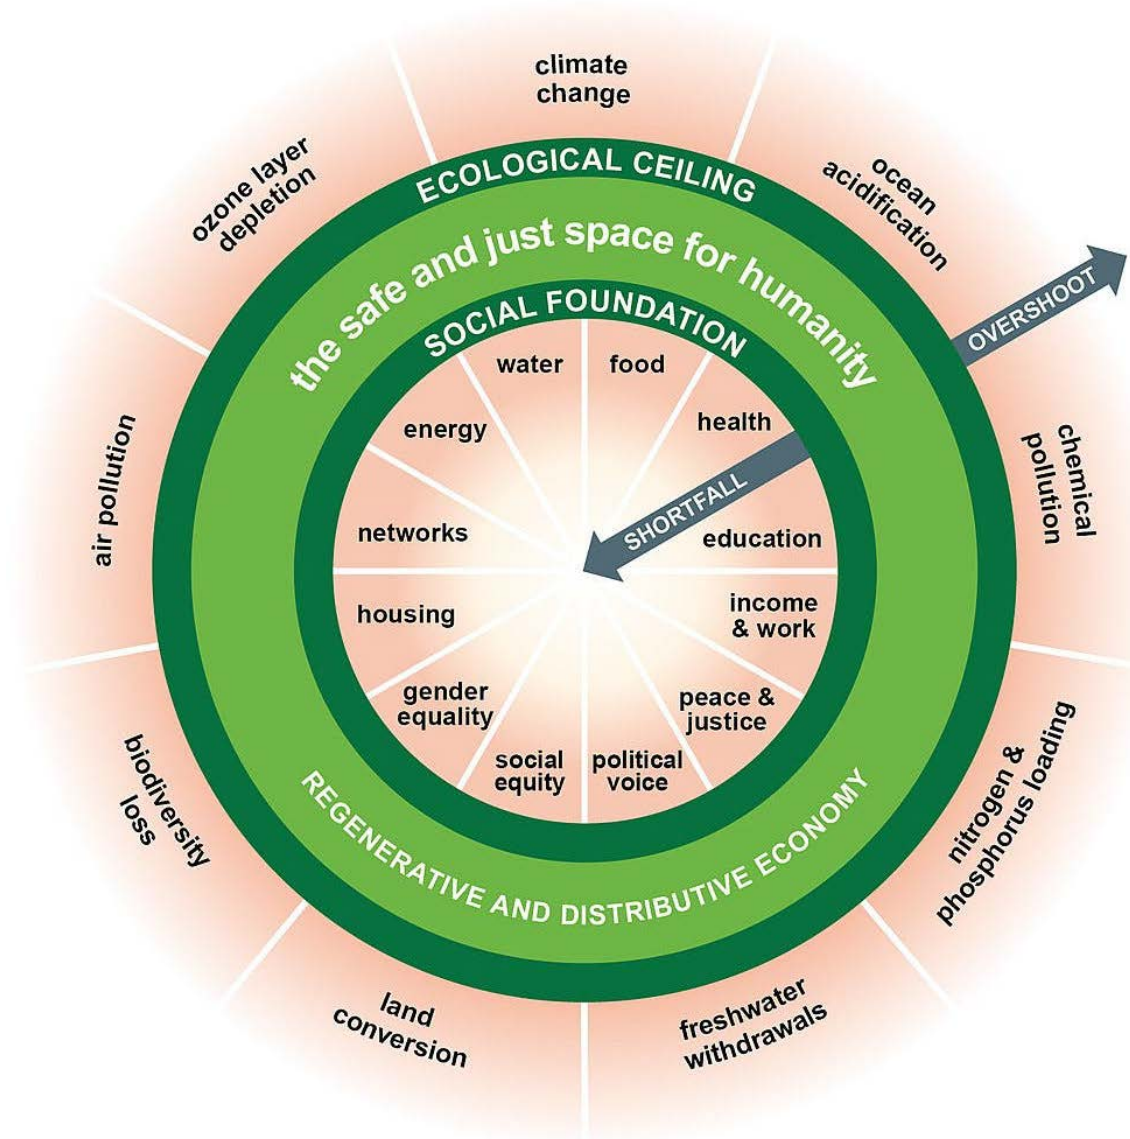 climate
change
ocean
acidification
chemical
pollution
nitrogen &
phosphorus loading
freshwater
withdrawals
land
conversion
biodiversity
loss
air pollution
ozone layer
depletion
ECOLOGICAL CEILING
OVERSHOOT
the safe and just space for humanity
SOCIAL FOUNDATION
water
food
health
SHORTFALL
education
income
& work
peace &
justice
political
voice
social
equity
gender
equality
housing
networks
energy
REGENERATIVE AND DISTRIBUTIVE ECONOMY